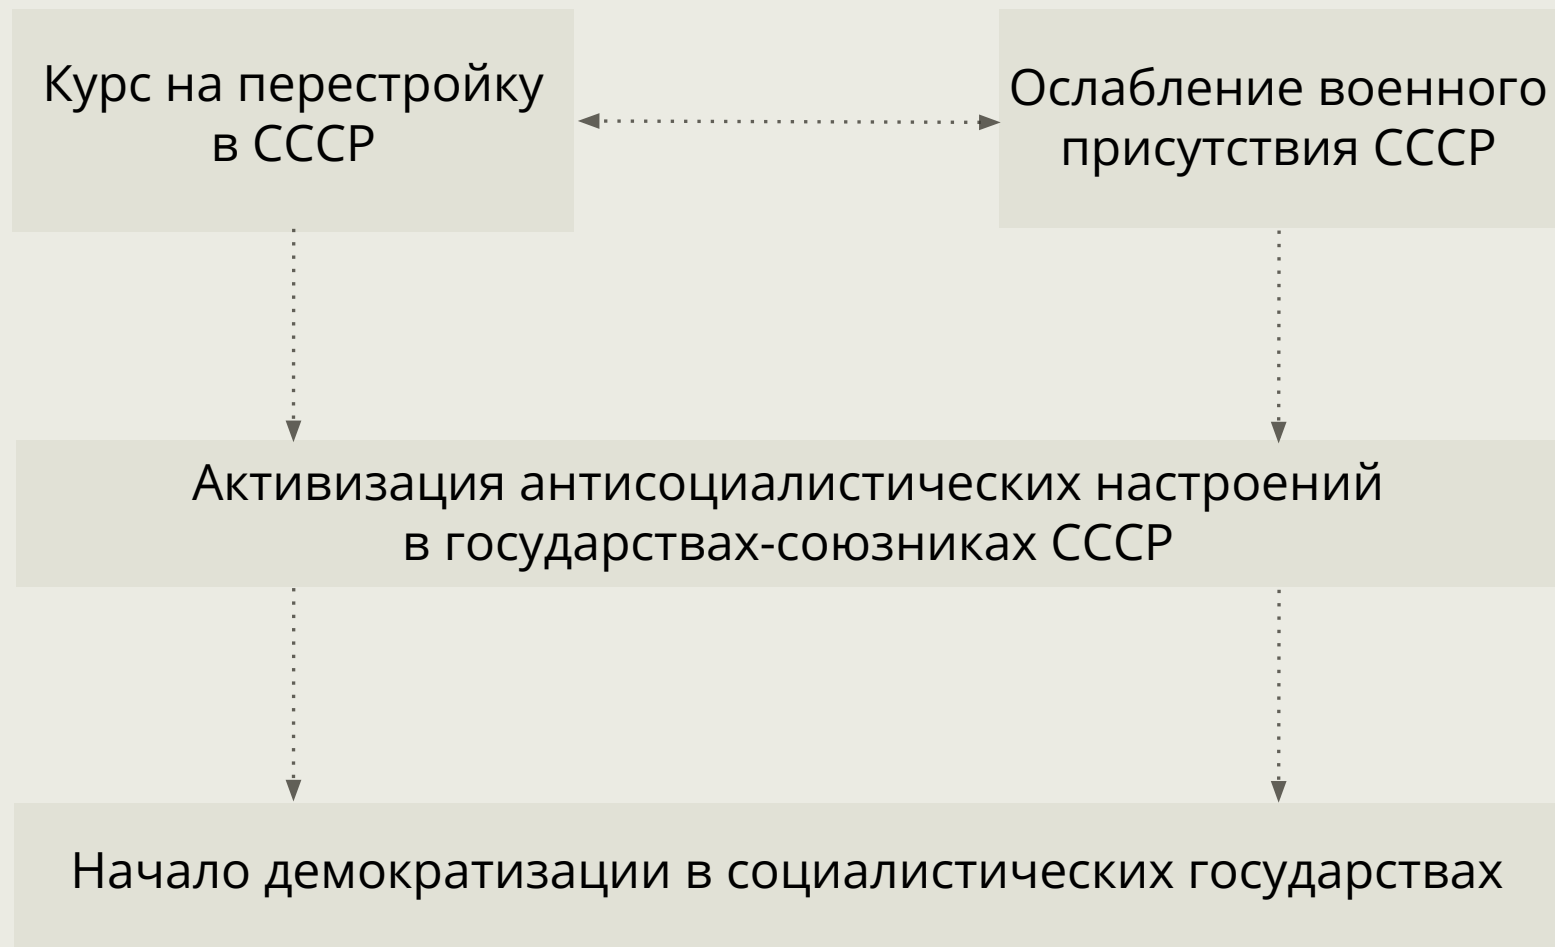 Курс на перестройку
в СССР
Ослабление военного
присутствия СССР
Активизация антисоциалистических настроений
в государствах-союзниках СССР
Начало демократизации в социалистических государствах